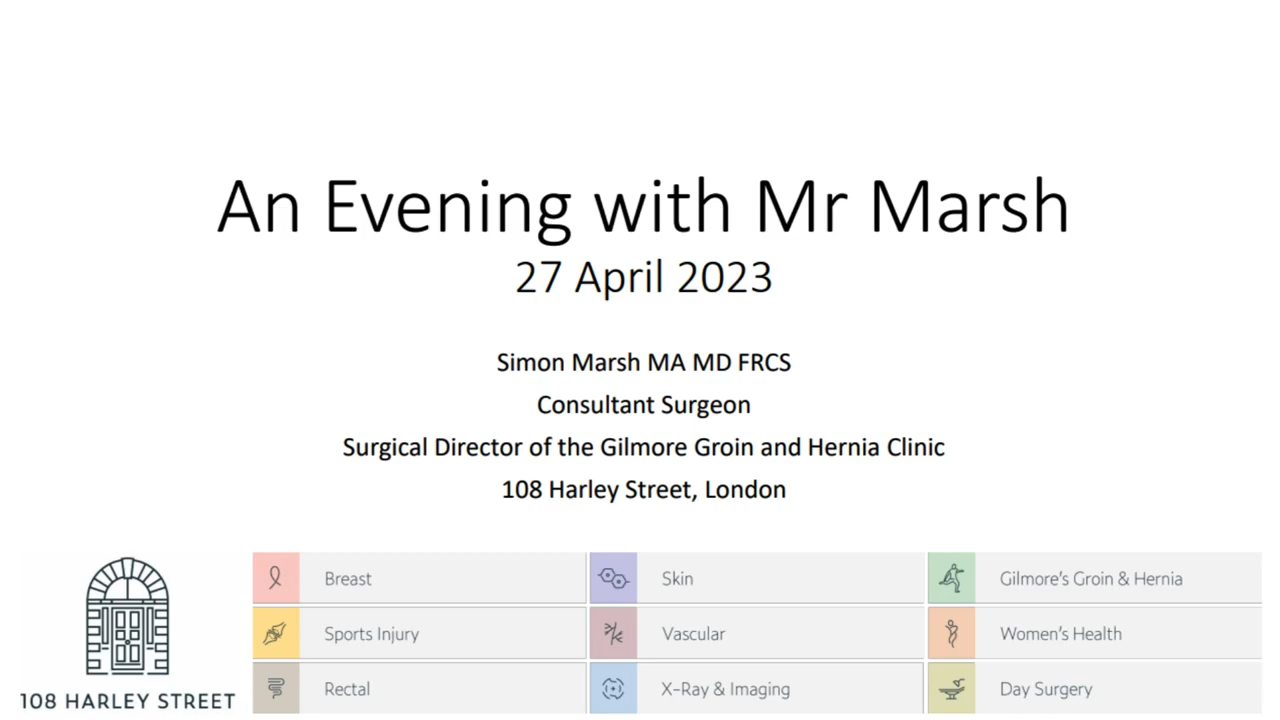 An Evening with Mr Marsh
27 April 2023
Simon Marsh MA MD FRCS
Consultant Surgeon
Surgical Director of the Gilmore Groin and Hernia Clinic
108 Harley Street, London
Breast
Skin
Gilmore's Groin & Hernia
Sports Injury
Vascular
Women's Health
Rectal
X-Ray & Imaging
Day Surgery
108 HARLEY STREET